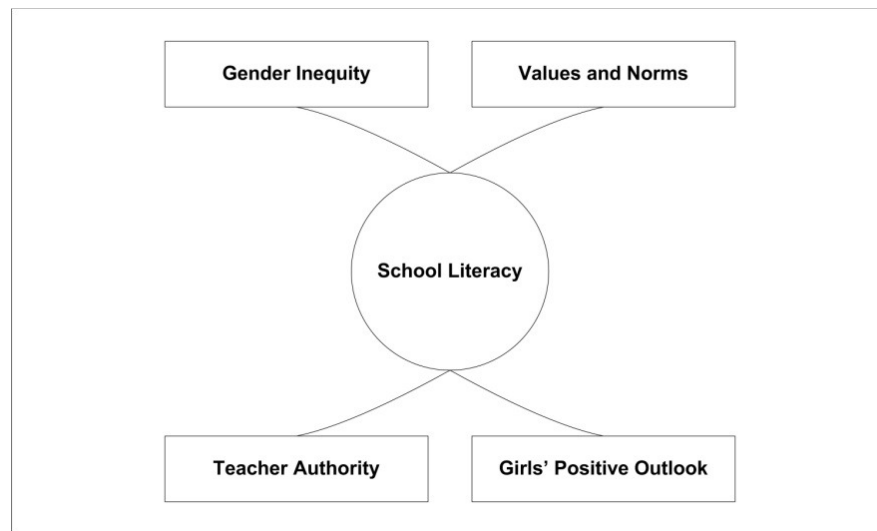 Gender Inequity
Values and Norms
School Literacy
Teacher Authority
Girls’ Positive Outlook